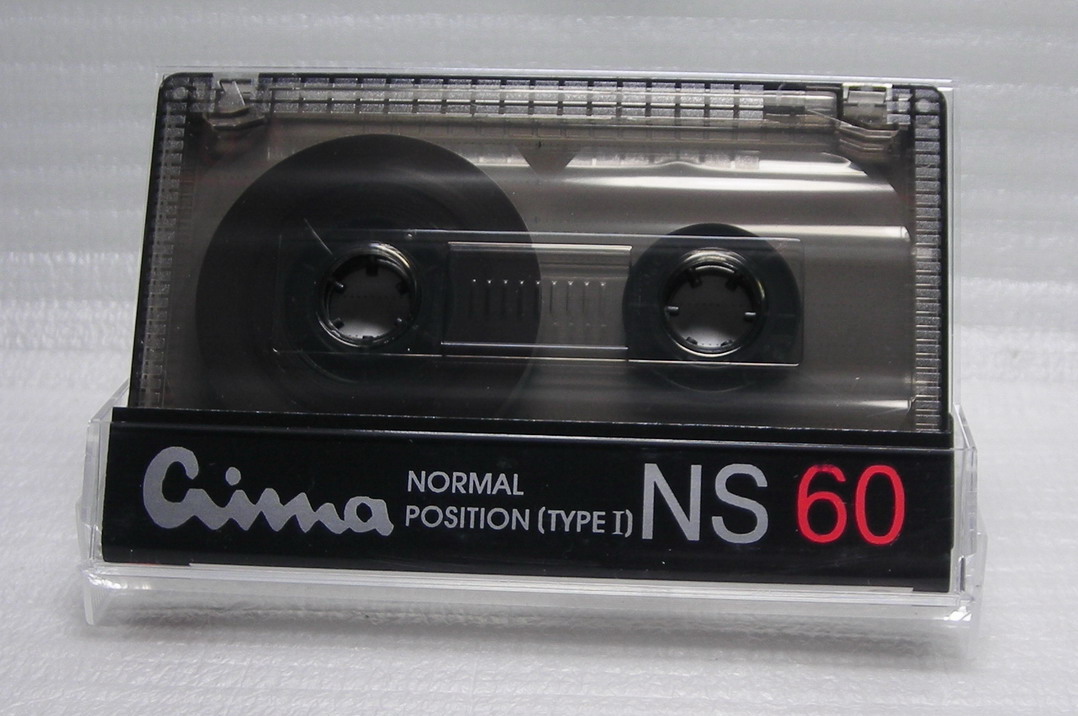 Cima
NORMAL
POSITION (TYPE I)
NS 60